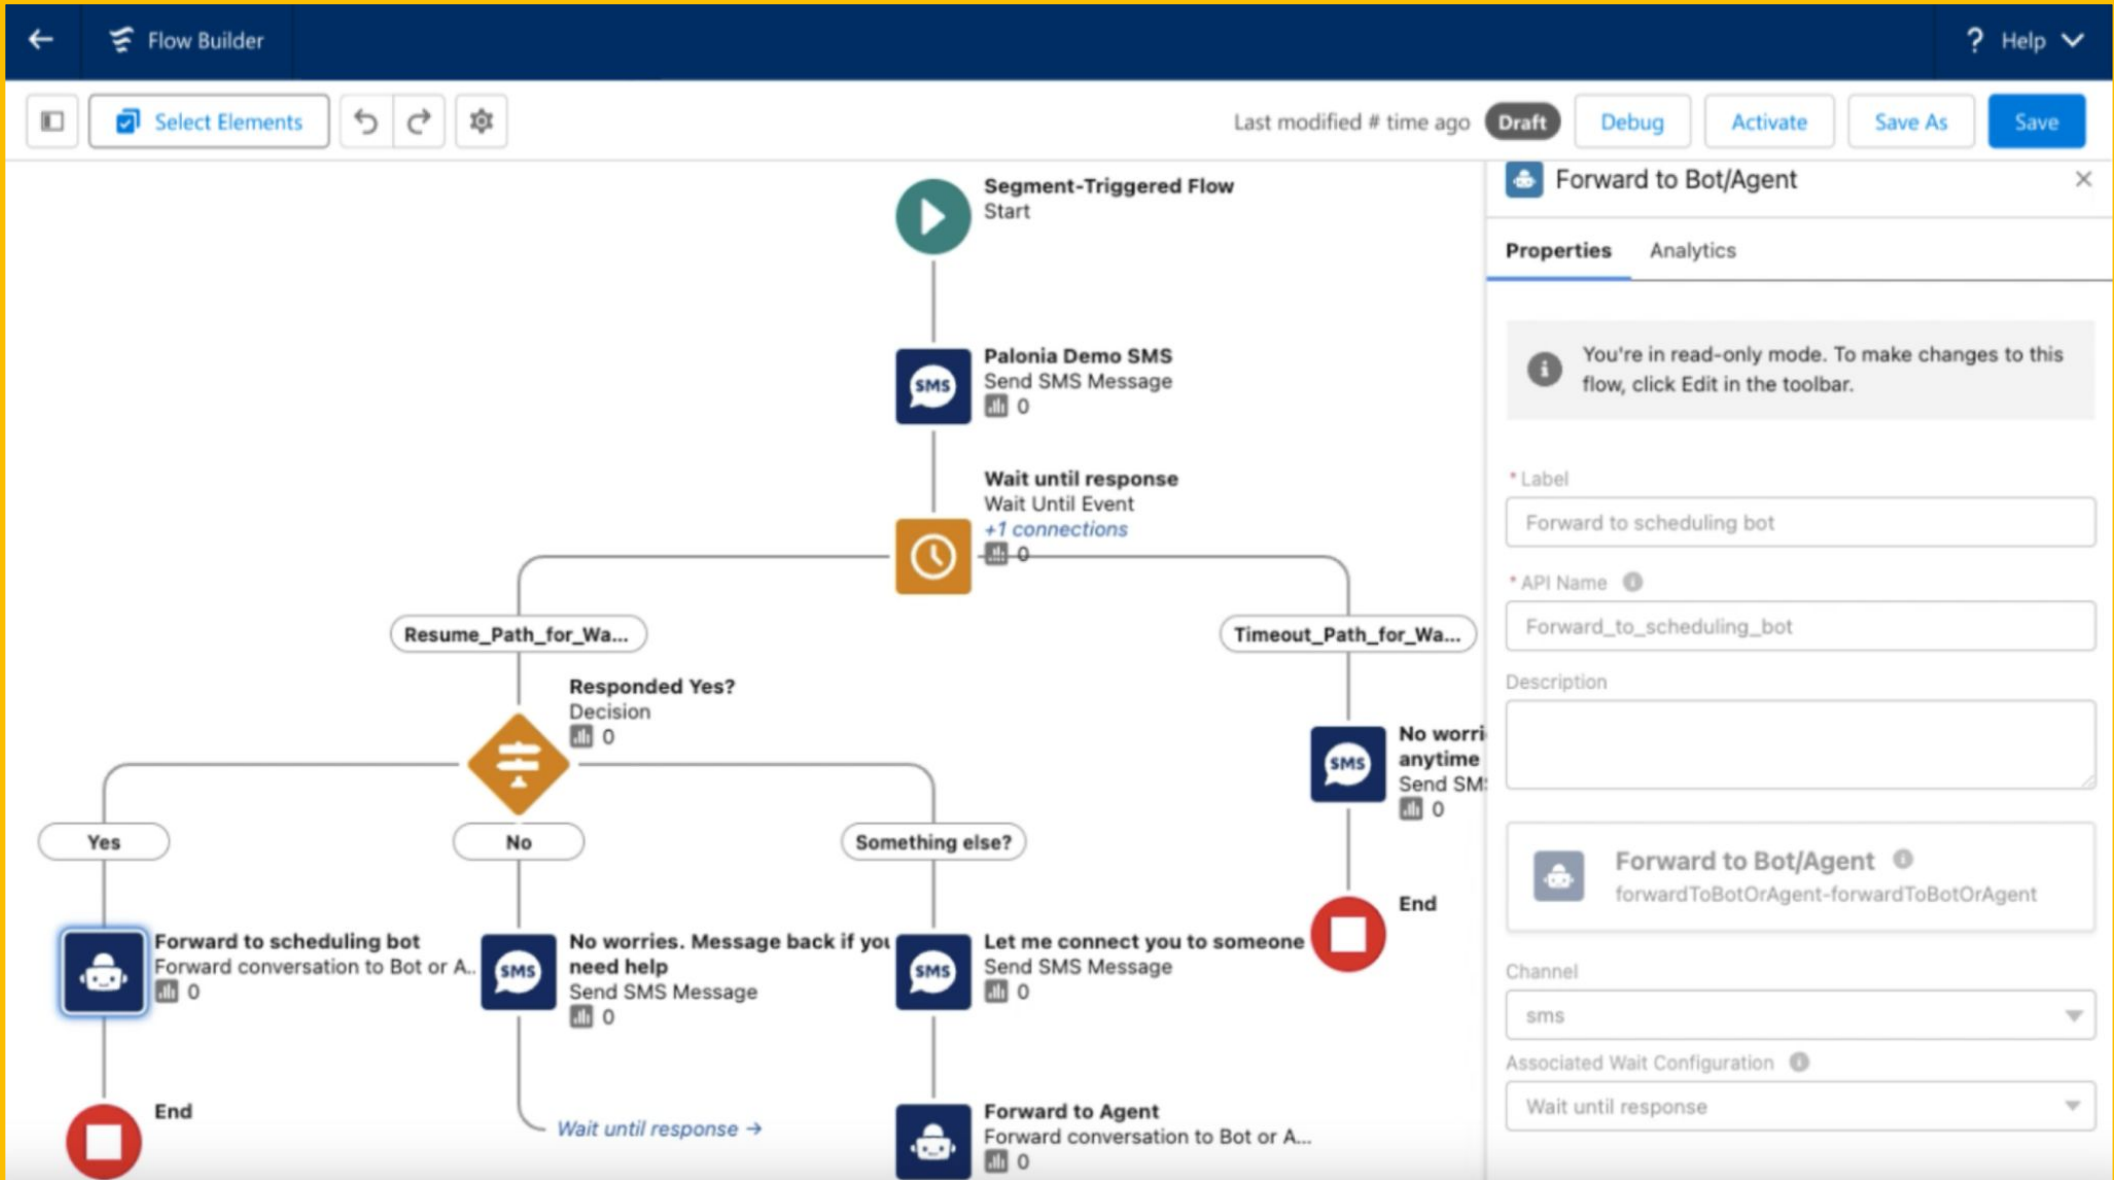 Flow Builder
? Help
Select Elements
Last modified # time ago
Draft
Debug
Activate
Save As
Save
Segment-Triggered Flow
Start
SMS
Palonia Demo SMS
Send SMS Message
0
Wait until response
Wait Until Event
+1 connections
0
Resume_Path_for_Wa...
Timeout_Path_for_Wa...
Responded Yes?
Decision
0
SMS
No worri
anytime
Send SM
0
Yes
No
Something else?
End
Forward to scheduling bot
Forward conversation to Bot or A..
0
SMS
No worries. Message back if you
need help
Send SMS Message
0
SMS
Let me connect you to someone
Send SMS Message
0
End
Wait until response →
Forward to Agent
Forward conversation to Bot or A...
0
Forward to Bot/Agent
Properties
Analytics
You're in read-only mode. To make changes to this
flow, click Edit in the toolbar.
* Label
Forward to scheduling bot
* API Name
Forward_to_scheduling_bot
Description
Forward to Bot/Agent
forwardToBotOrAgent-forwardToBotOrAgent
Channel
sms
Associated Wait Configuration
Wait until response